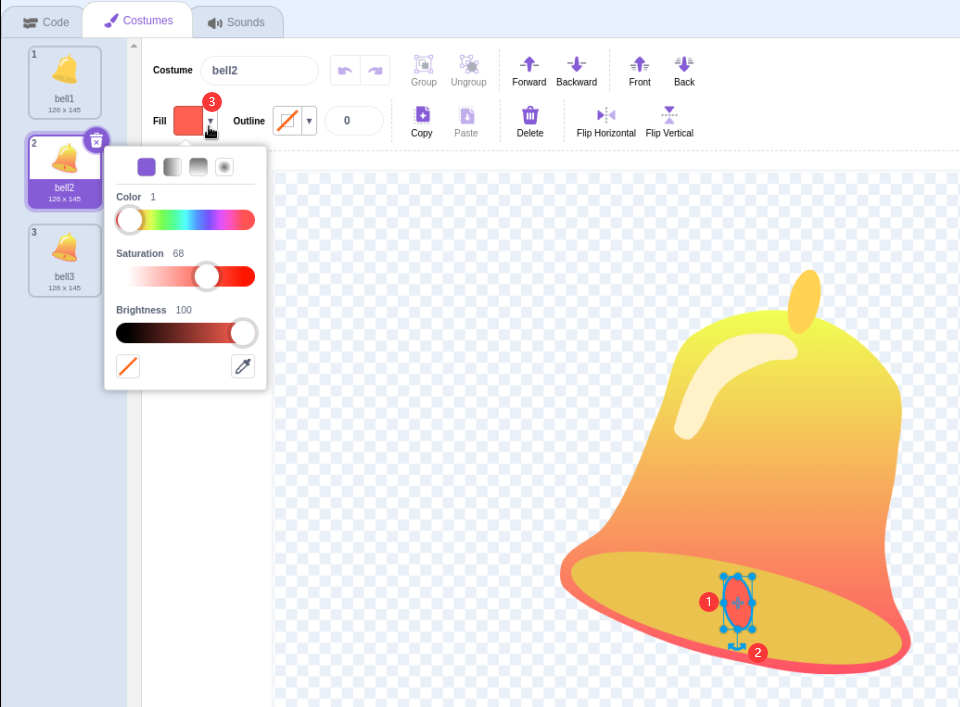 Code
Costumes
Sounds
1
bell1
126 x 145
2
bell2
126 x 145
3
bell3
126 x 145
Costume
bell2
Group
Ungroup
Forward
Backward
Front
Back
Fill
3
Outline
0
Copy
Paste
Delete
Flip Horizontal
Flip Vertical
Color 1
Saturation 68
Brightness 100
1
2